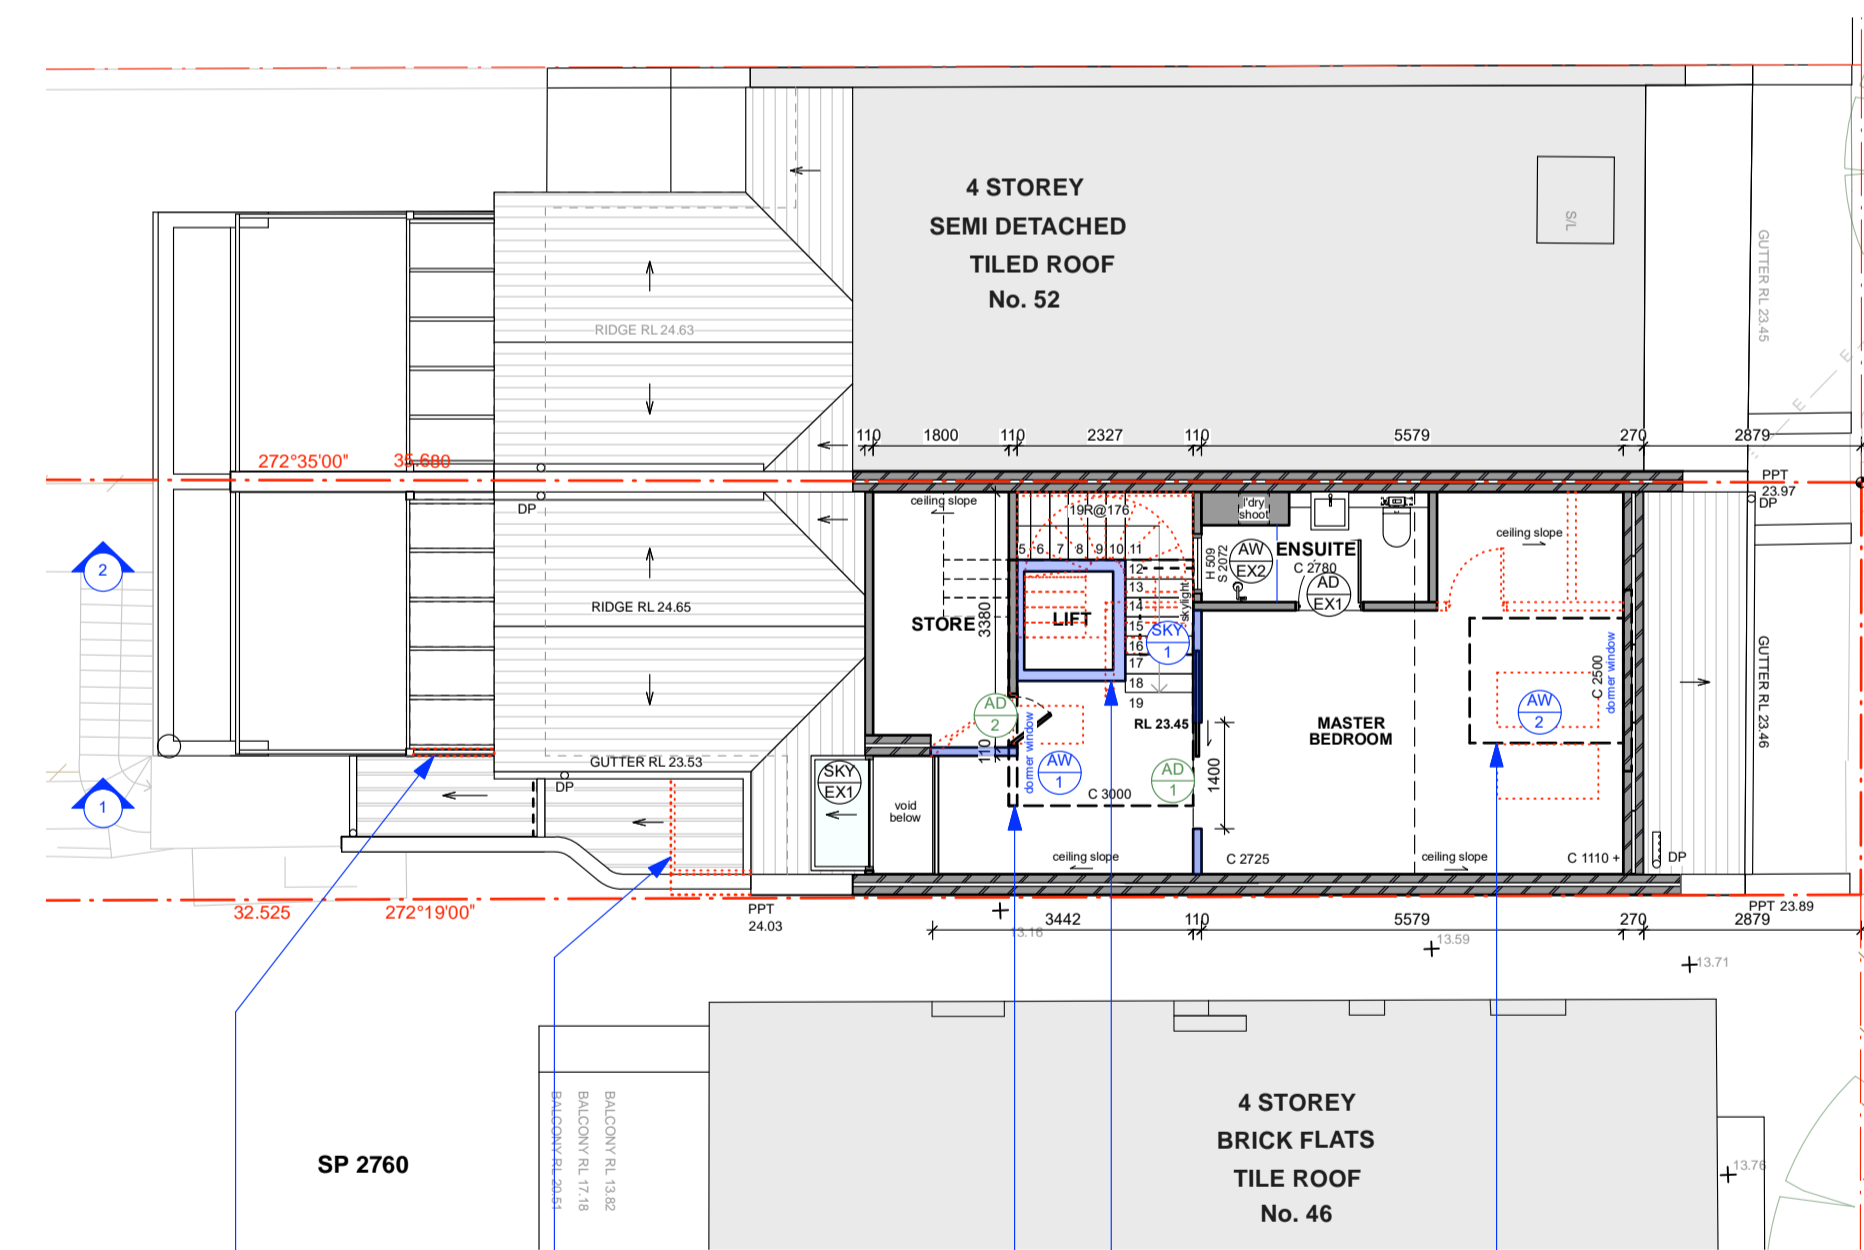 4 STOREY
SEMI DETACHED
TILED ROOF
No. 52
S/L
GUTTER RL 23.45
E
E
RIDGE RL 24.63
110 1800 110 2327 110 5579 270 2879
272°35'00" 35.680
PPT
23.97
DP
DP
ceiling slope
19R@176
l'dry
shoot
ceiling slope
5 6 7 8 9 10 11
12
13
14
15
16
17
18
19
H 509
S 2072
AW
EX2
ENSUITE
C 2780
AD
EX1
skylight
2
RIDGE RL 24.65
STORE
3380
LIFT
SKY
1
C 2500
dormer window
GUTTER RL 23.46
AD
2
RL 23.45
MASTER
BEDROOM
AW
2
110
dormer window
AW
1
AD
1
1400
C 3000
GUTTER RL 23.53
DP
SKY
EX1
1
void
below
ceiling slope
C 2725
ceiling slope
C 1110 +
DP
32.525 272°19'00"
PPT
24.03
PPT 23.89
3442 110 5579 270 2879
13.16
13.59
13.71
BALCONY RL 20.51
BALCONY RL 17.18
BALCONY RL 13.82
SP 2760
4 STOREY
BRICK FLATS
TILE ROOF
No. 46
13.76